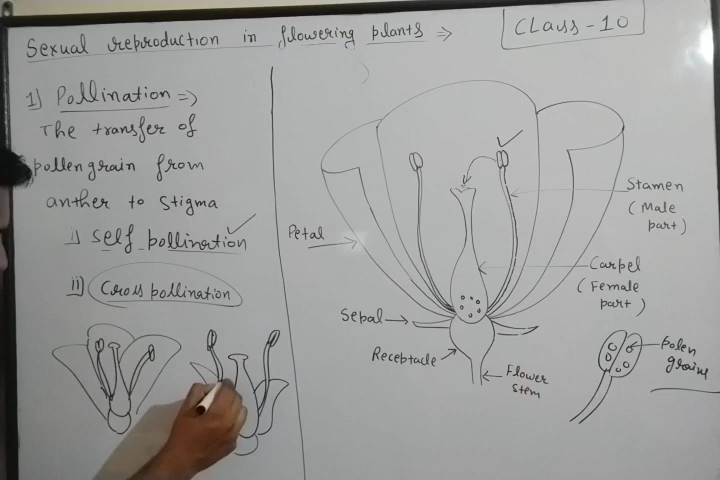 Sexual reproduction in flowering plants ⇒
CLass-10
1) Pollination ⇒
The transfer of
pollengrain from
anther to stigma
i) self pollination
ii) Cross pollination
Petal
Sepal
Receptacle
Flower
stem
Stamen
(Male
part)
Carpel
(Female
part)
polen
grains